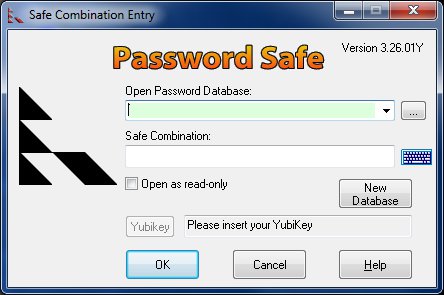 Safe Combination Entry
Password Safe
Version 3.26.01Y
Open Password Database:
...
Safe Combination:
Open as read-only
New
Database
Yubikey
Please insert your YubiKey
OK
Cancel
Help